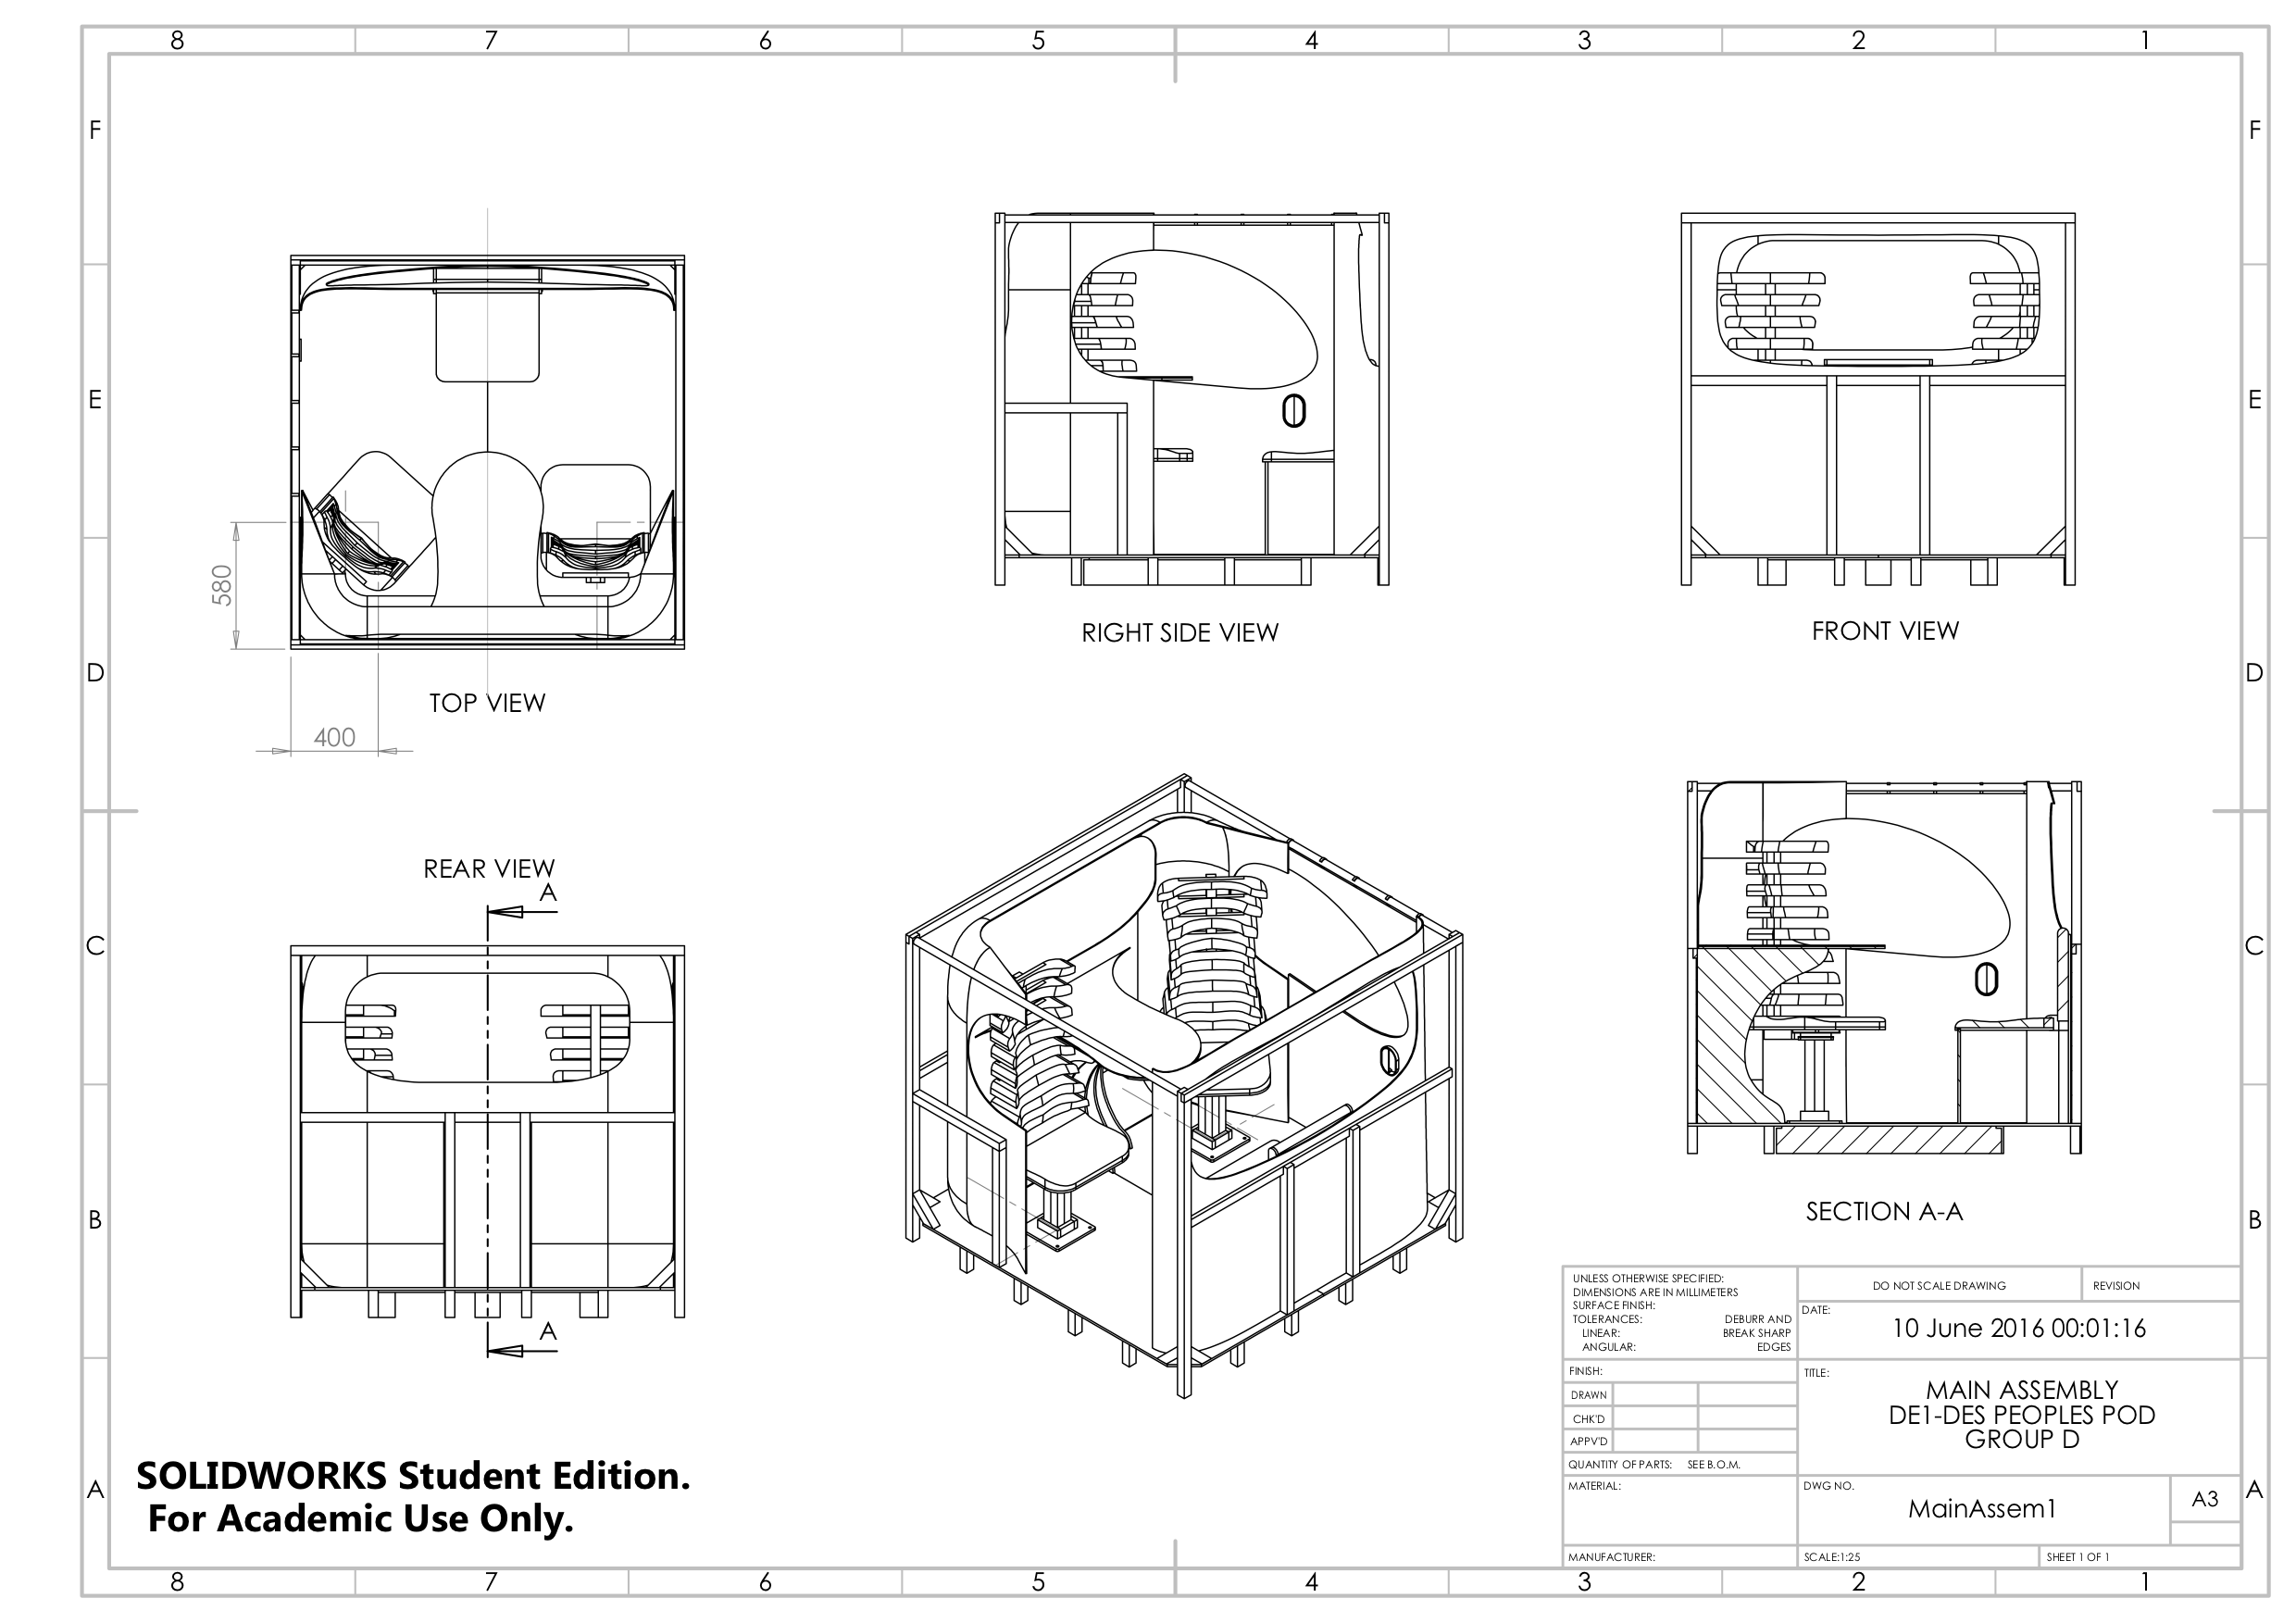 8 7 6 5 4 3 2 1
F F
E E
D D
C C
B B
A A
580
400
TOP VIEW
RIGHT SIDE VIEW
FRONT VIEW
REAR VIEW
A
A
SECTION A-A
SOLIDWORKS Student Edition.
For Academic Use Only.
UNLESS OTHERWISE SPECIFIED:
DIMENSIONS ARE IN MILLIMETERS
SURFACE FINISH:
TOLERANCES:
LINEAR:
ANGULAR:
DEBURR AND
BREAK SHARP
EDGES
DO NOT SCALE DRAWING
REVISION
DATE:
10 June 2016 00:01:16
FINISH:
DRAWN
CHK'D
APPV'D
QUANTITY OF PARTS: SEE B.O.M.
TITLE:
MAIN ASSEMBLY
DE1-DES PEOPLES POD
GROUP D
MATERIAL:
DWG NO.
MainAssem1
A3
MANUFACTURER:
SCALE:1:25
SHEET 1 OF 1
8 7 6 5 4 3 2 1